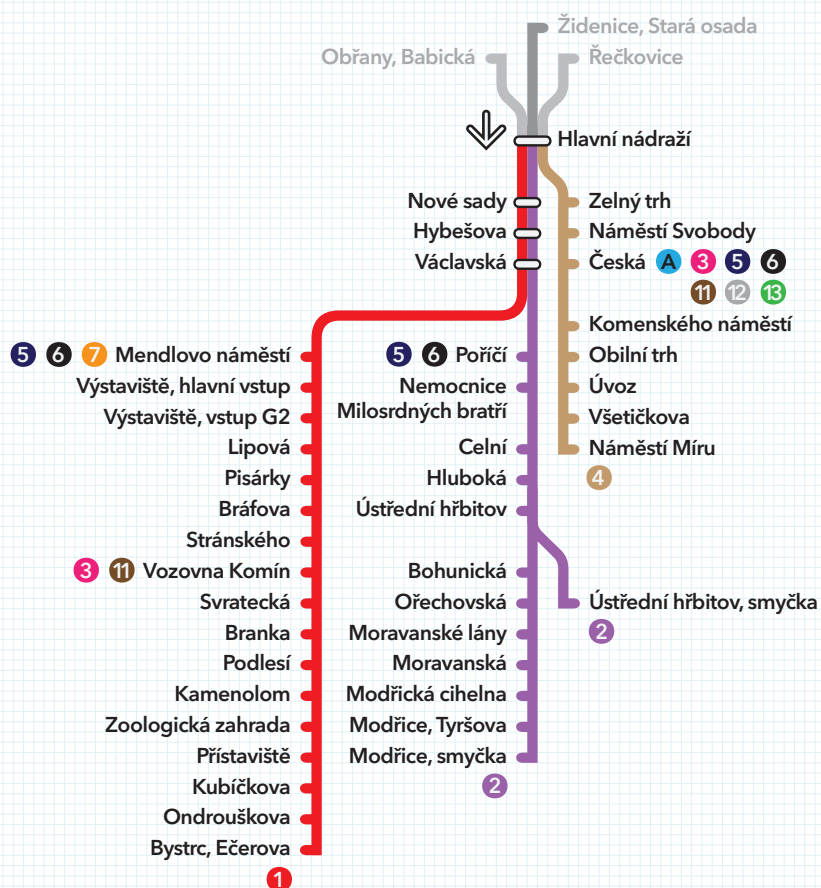 Židenice, Stará osada
Obřany, Babická
Řečkovice
Hlavní nádraží
Nové sady
Hybešova
Václavská
Zelný trh
Náměstí Svobody
Česká A 3 5 6
11 12 13
Komenského náměstí
Obilní trh
Úvoz
Všetičkova
Náměstí Míru
4
5 6 7 Mendlovo náměstí
Výstaviště, hlavní vstup
Výstaviště, vstup G2
Lipová
Pisárky
Bráfova
Stránského
3 11 Vozovna Komín
Svratecká
Branka
Podlesí
Kamenolom
Zoologická zahrada
Přístaviště
Kubíčkova
Ondrouškova
Bystrc, Ečerova
1
5 6 Poříčí
Nemocnice
Milosrdných bratří
Celní
Hluboká
Ústřední hřbitov
Bohunická
Ořechovská
Moravanské lány
Moravanská
Modřická cihelna
Modřice, Tyršova
Modřice, smyčka
2
Ústřední hřbitov, smyčka
2